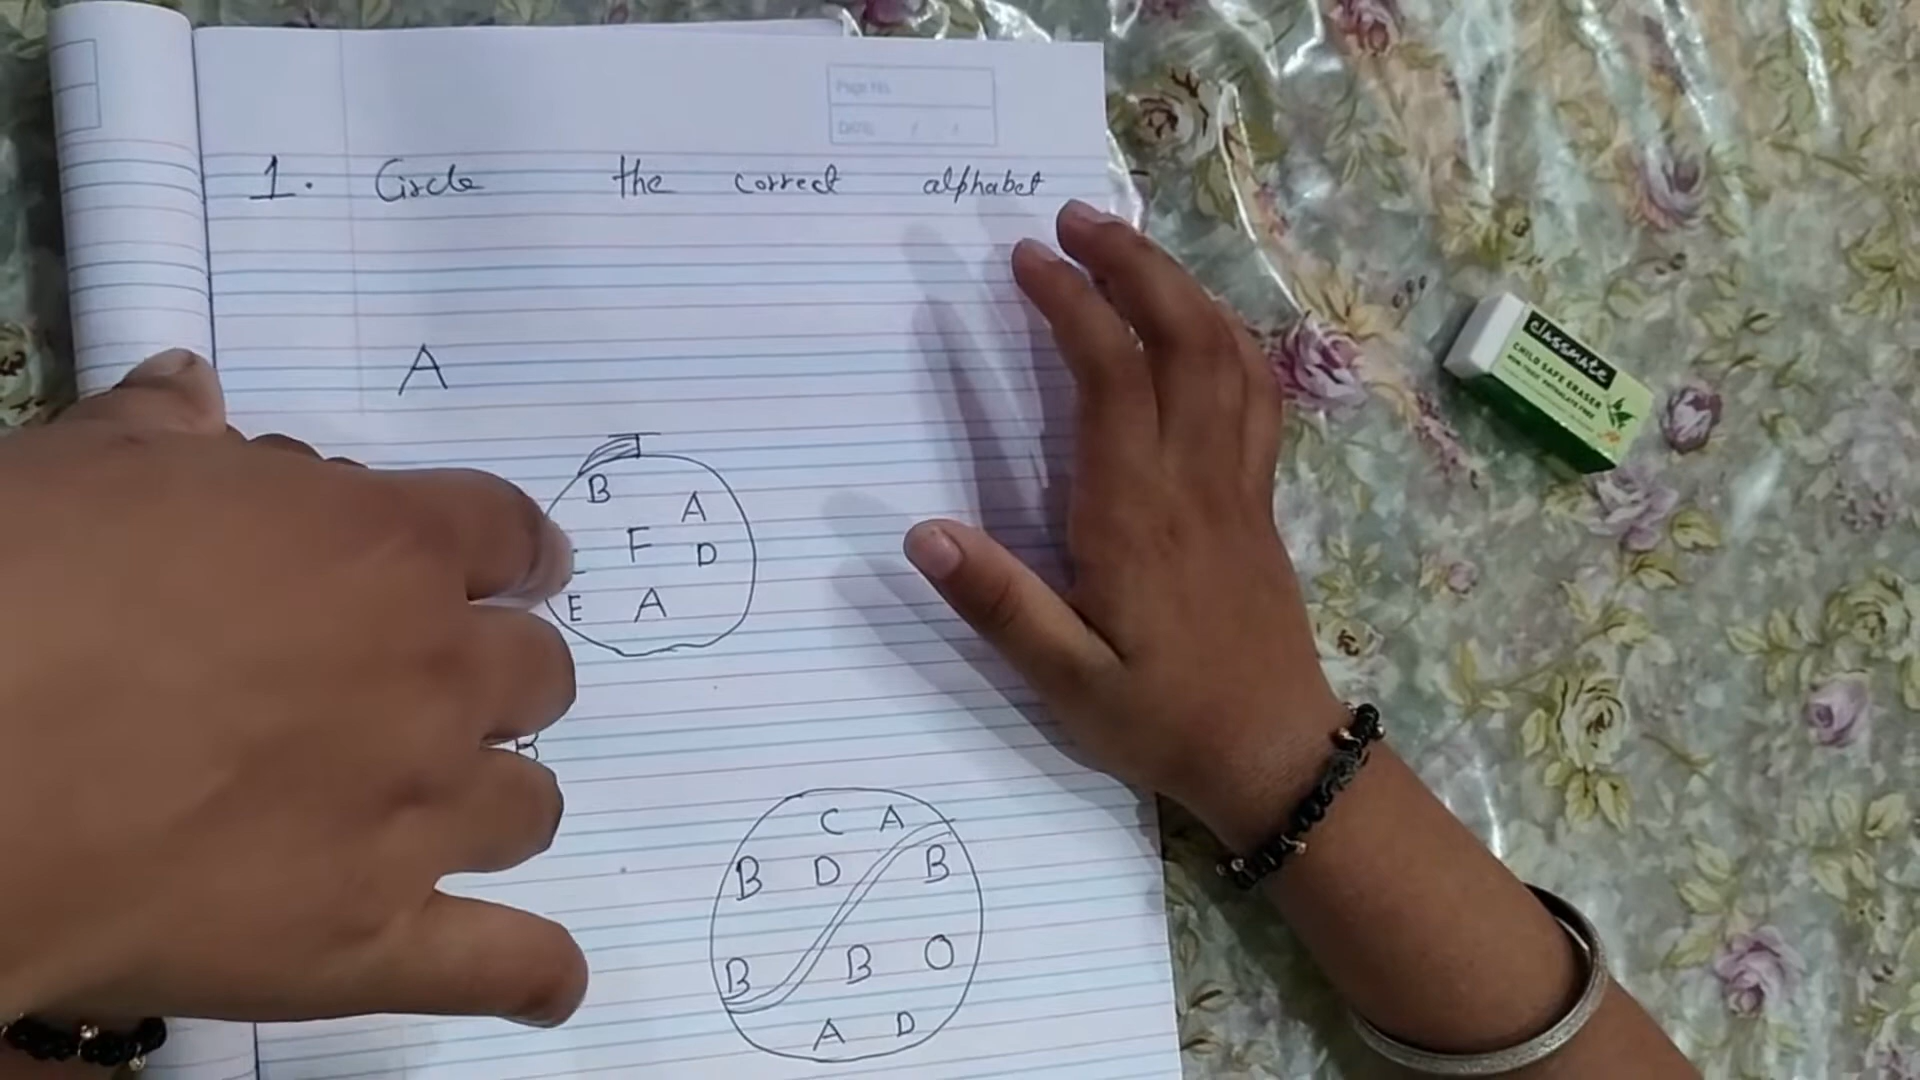 Page No.
DATE: / /
1. Circle the correct alphabet
A
B
A
F
D
E A
B
C A
B D B
B B O
A D
classmate
CHILD SAFE ERASER